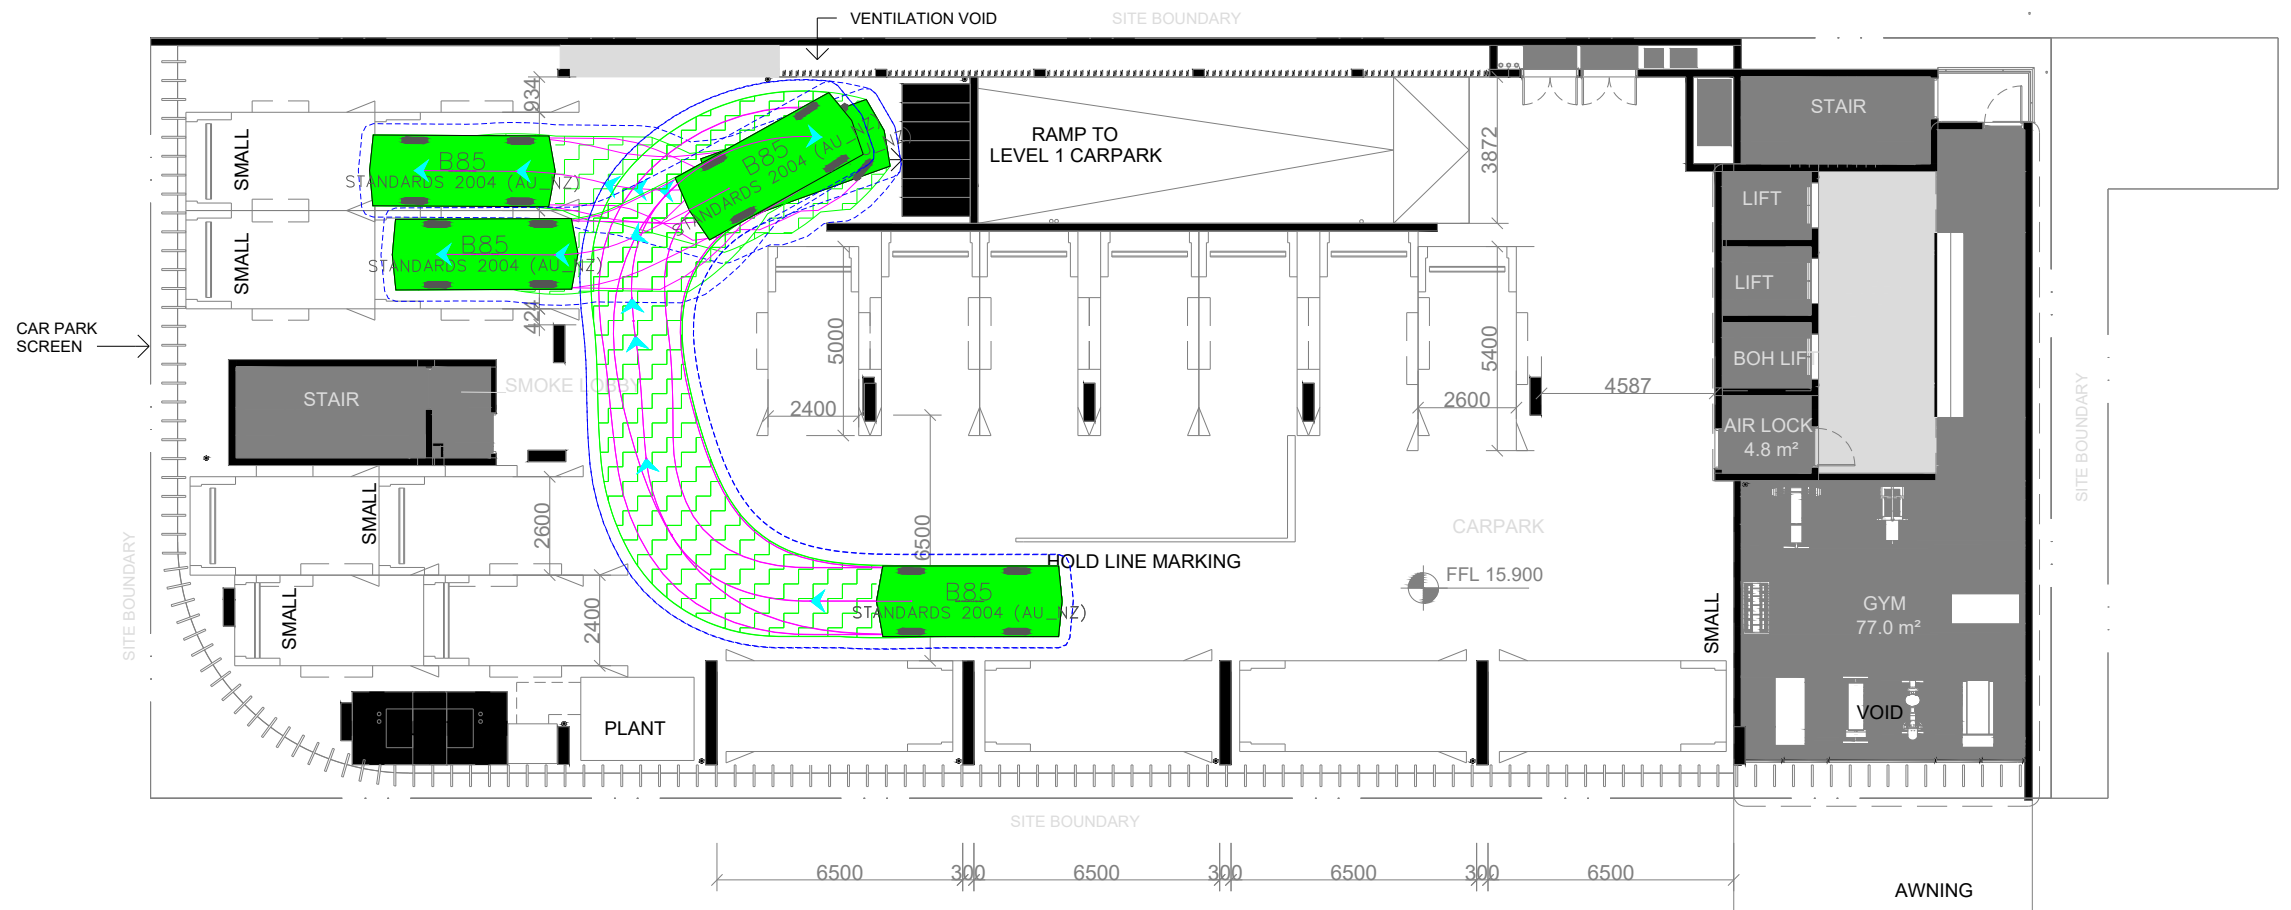 VENTILATION VOID
SITE BOUNDARY
934
SMALL
B85
STANDARDS 2004 (AU_NZ)
B85
STANDARDS 2004 (AU_NZ)
RAMP TO
LEVEL 1 CARPARK
3872
STAIR
LIFT
SMALL
B85
STANDARDS 2004 (AU_NZ)
LIFT
424
CAR PARK
SCREEN
5000
5400
BOH LIFT
STAIR
SMOKE LOBBY
2400
2600
4587
AIR LOCK
4.8 m²
SITE BOUNDARY
SMALL
2600
6500
CARPARK
HOLD LINE MARKING
FFL 15.900
SITE BOUNDARY
SMALL
2400
B85
STANDARDS 2004 (AU_NZ)
SMALL
GYM
77.0 m²
PLANT
VOID
SITE BOUNDARY
6500
300
6500
300
6500
300
6500
AWNING